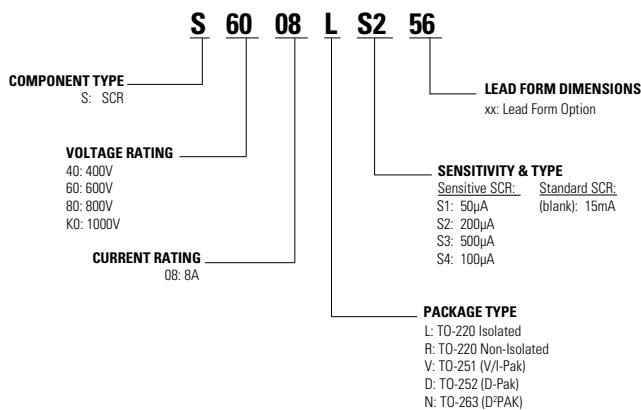 S 60 08 L S2 56
COMPONENT TYPE
S: SCR
VOLTAGE RATING
40: 400V
60: 600V
80: 800V
K0: 1000V
CURRENT RATING
08: 8A
LEAD FORM DIMENSIONS
xx: Lead Form Option
SENSITIVITY & TYPE
Sensitive SCR: Standard SCR:
S1: 50µA (blank): 15mA
S2: 200µA
S3: 500µA
S4: 100µA
PACKAGE TYPE
L: TO-220 Isolated
R: TO-220 Non-Isolated
V: TO-251 (V/I-Pak)
D: TO-252 (D-Pak)
N: TO-263 (D²PAK)